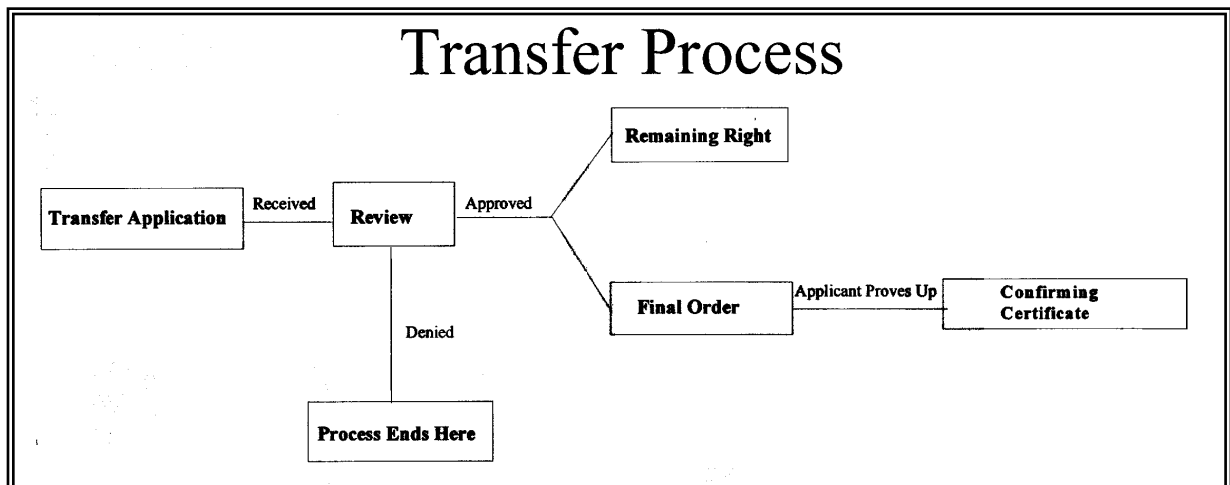 Transfer Process
Remaining Right
Transfer Application
Received
Review
Approved
Final Order
Applicant Proves Up
Confirming
Certificate
Denied
Process Ends Here